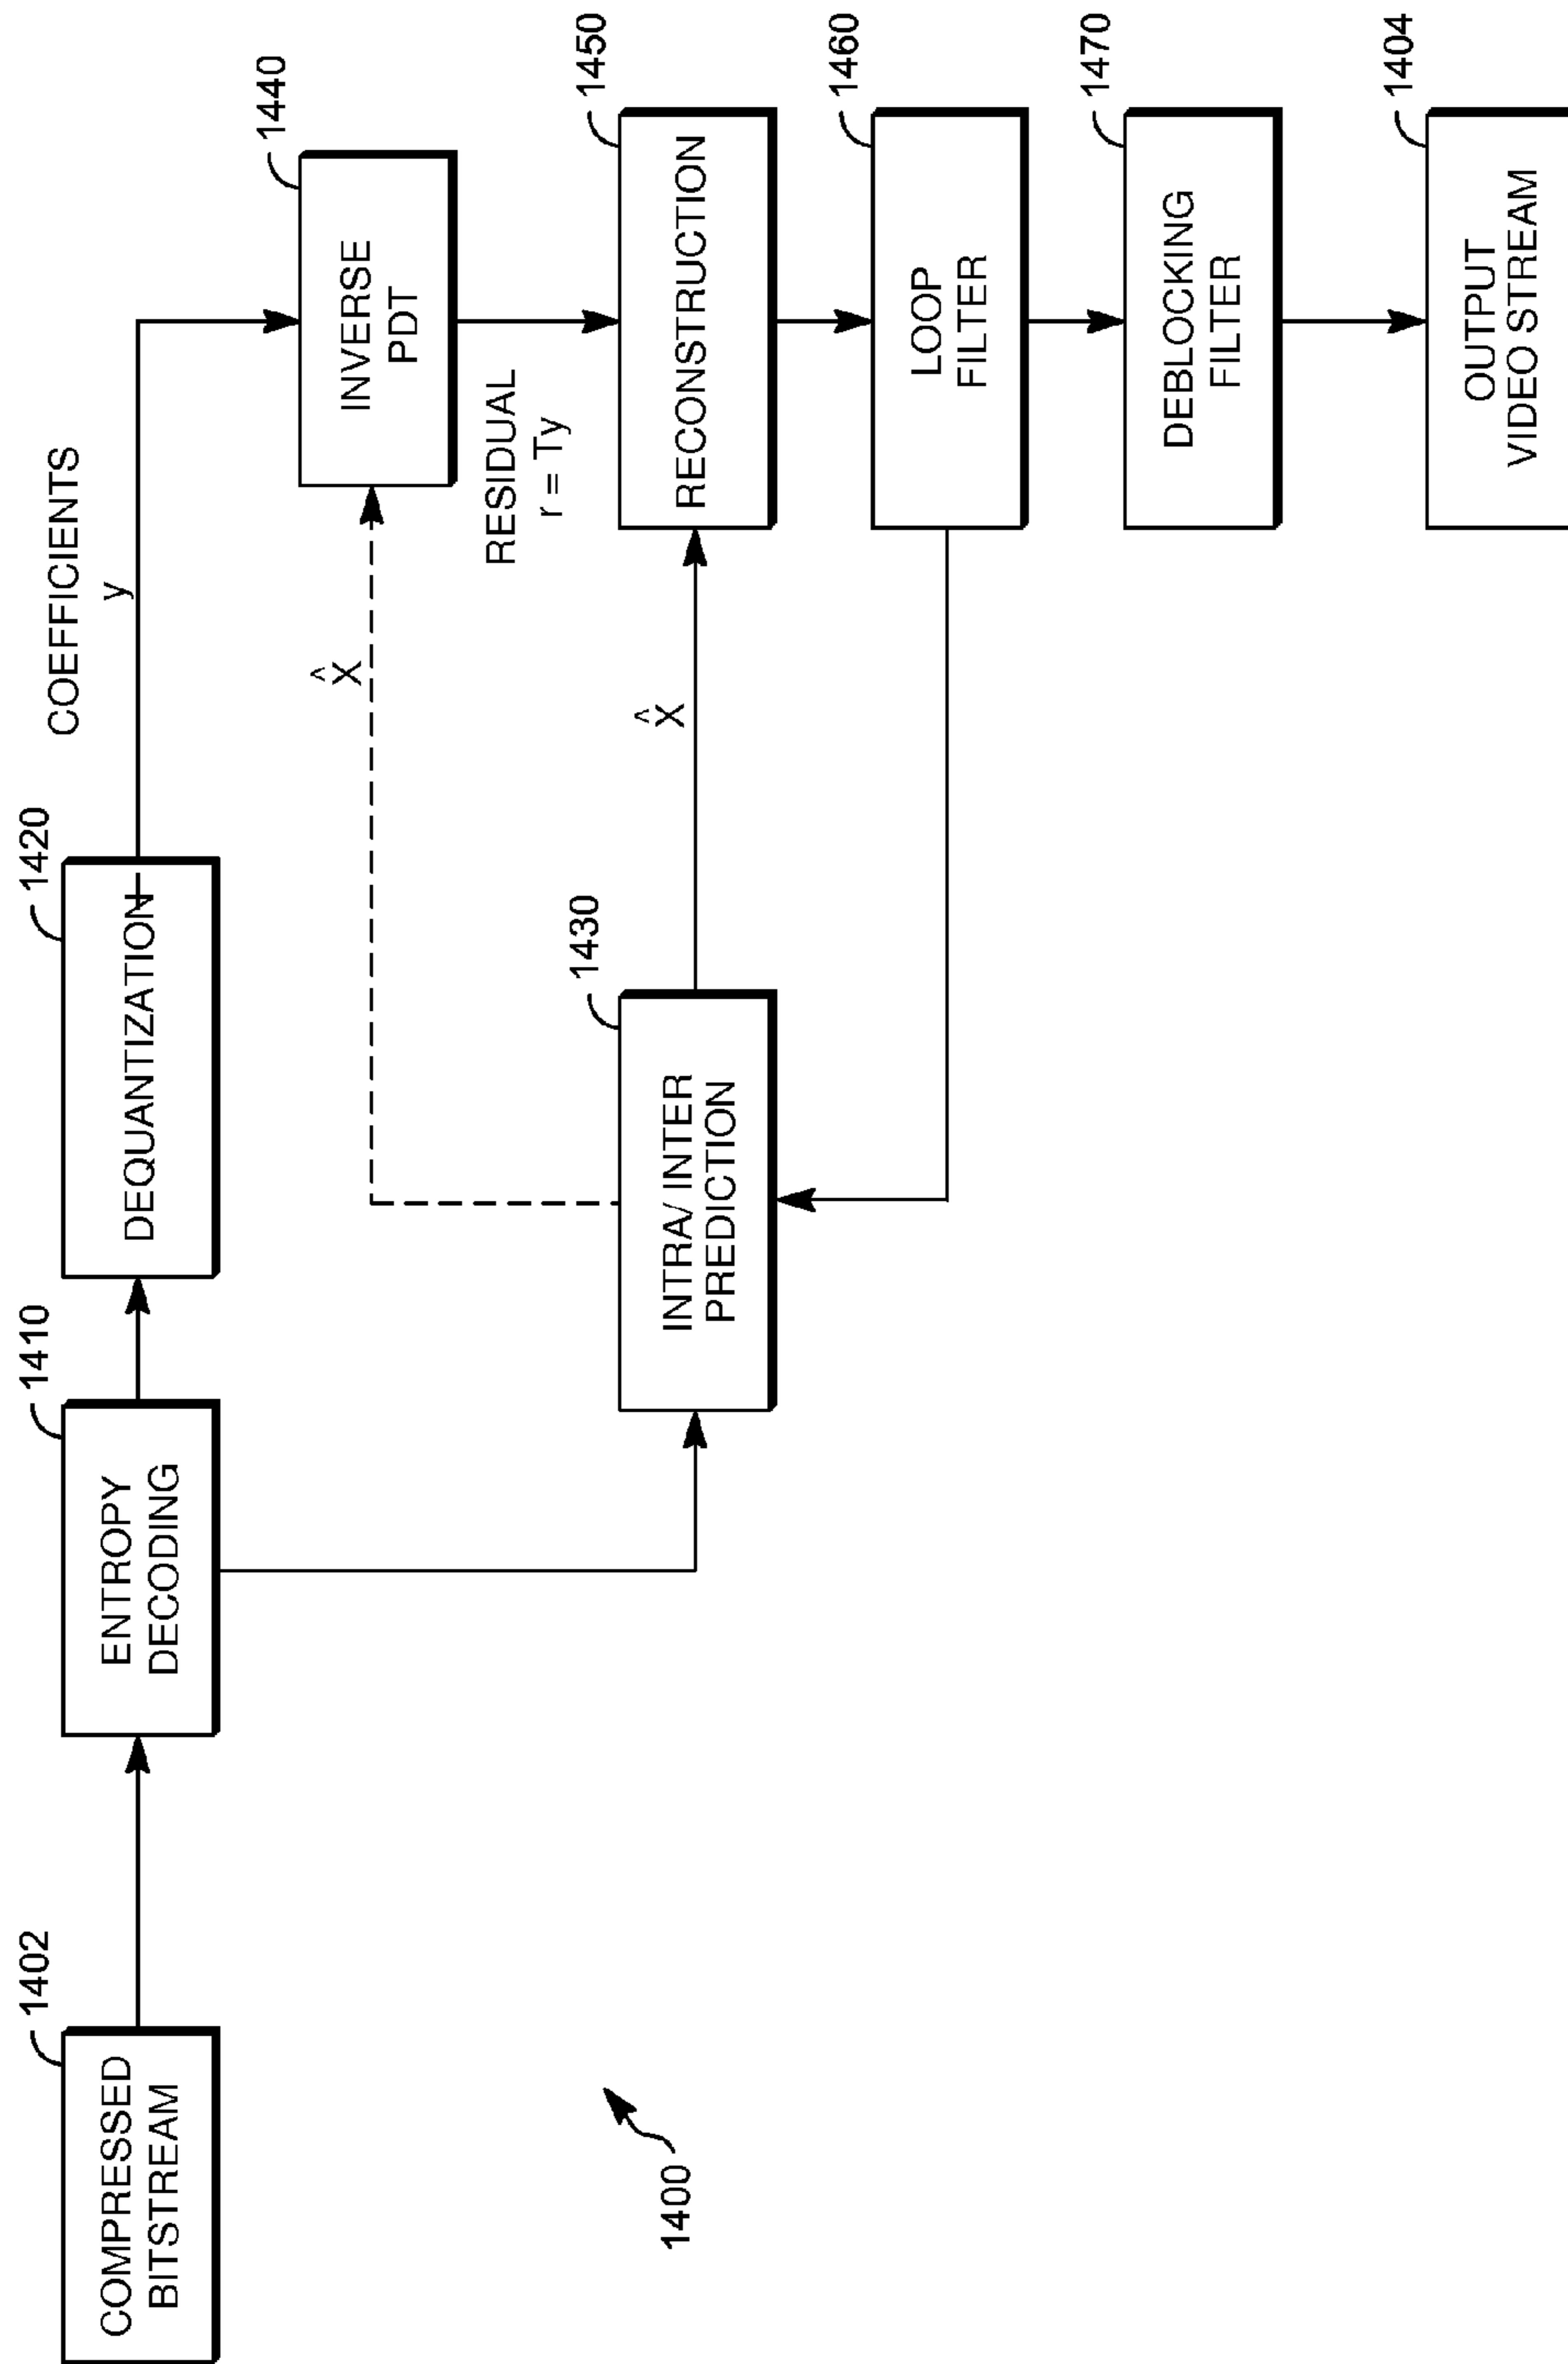 1402
COMPRESSED
BITSTREAM
1410
ENTROPY
DECODING
1420
DEQUANTIZATION
COEFFICIENTS
y
1440
INVERSE
PDT
x̂
RESIDUAL
r = Ty
1430
INTRA/ INTER
PREDICTION
x̂
1450
RECONSTRUCTION
1460
LOOP
FILTER
1470
DEBLOCKING
FILTER
1404
OUTPUT
VIDEO STREAM
1400